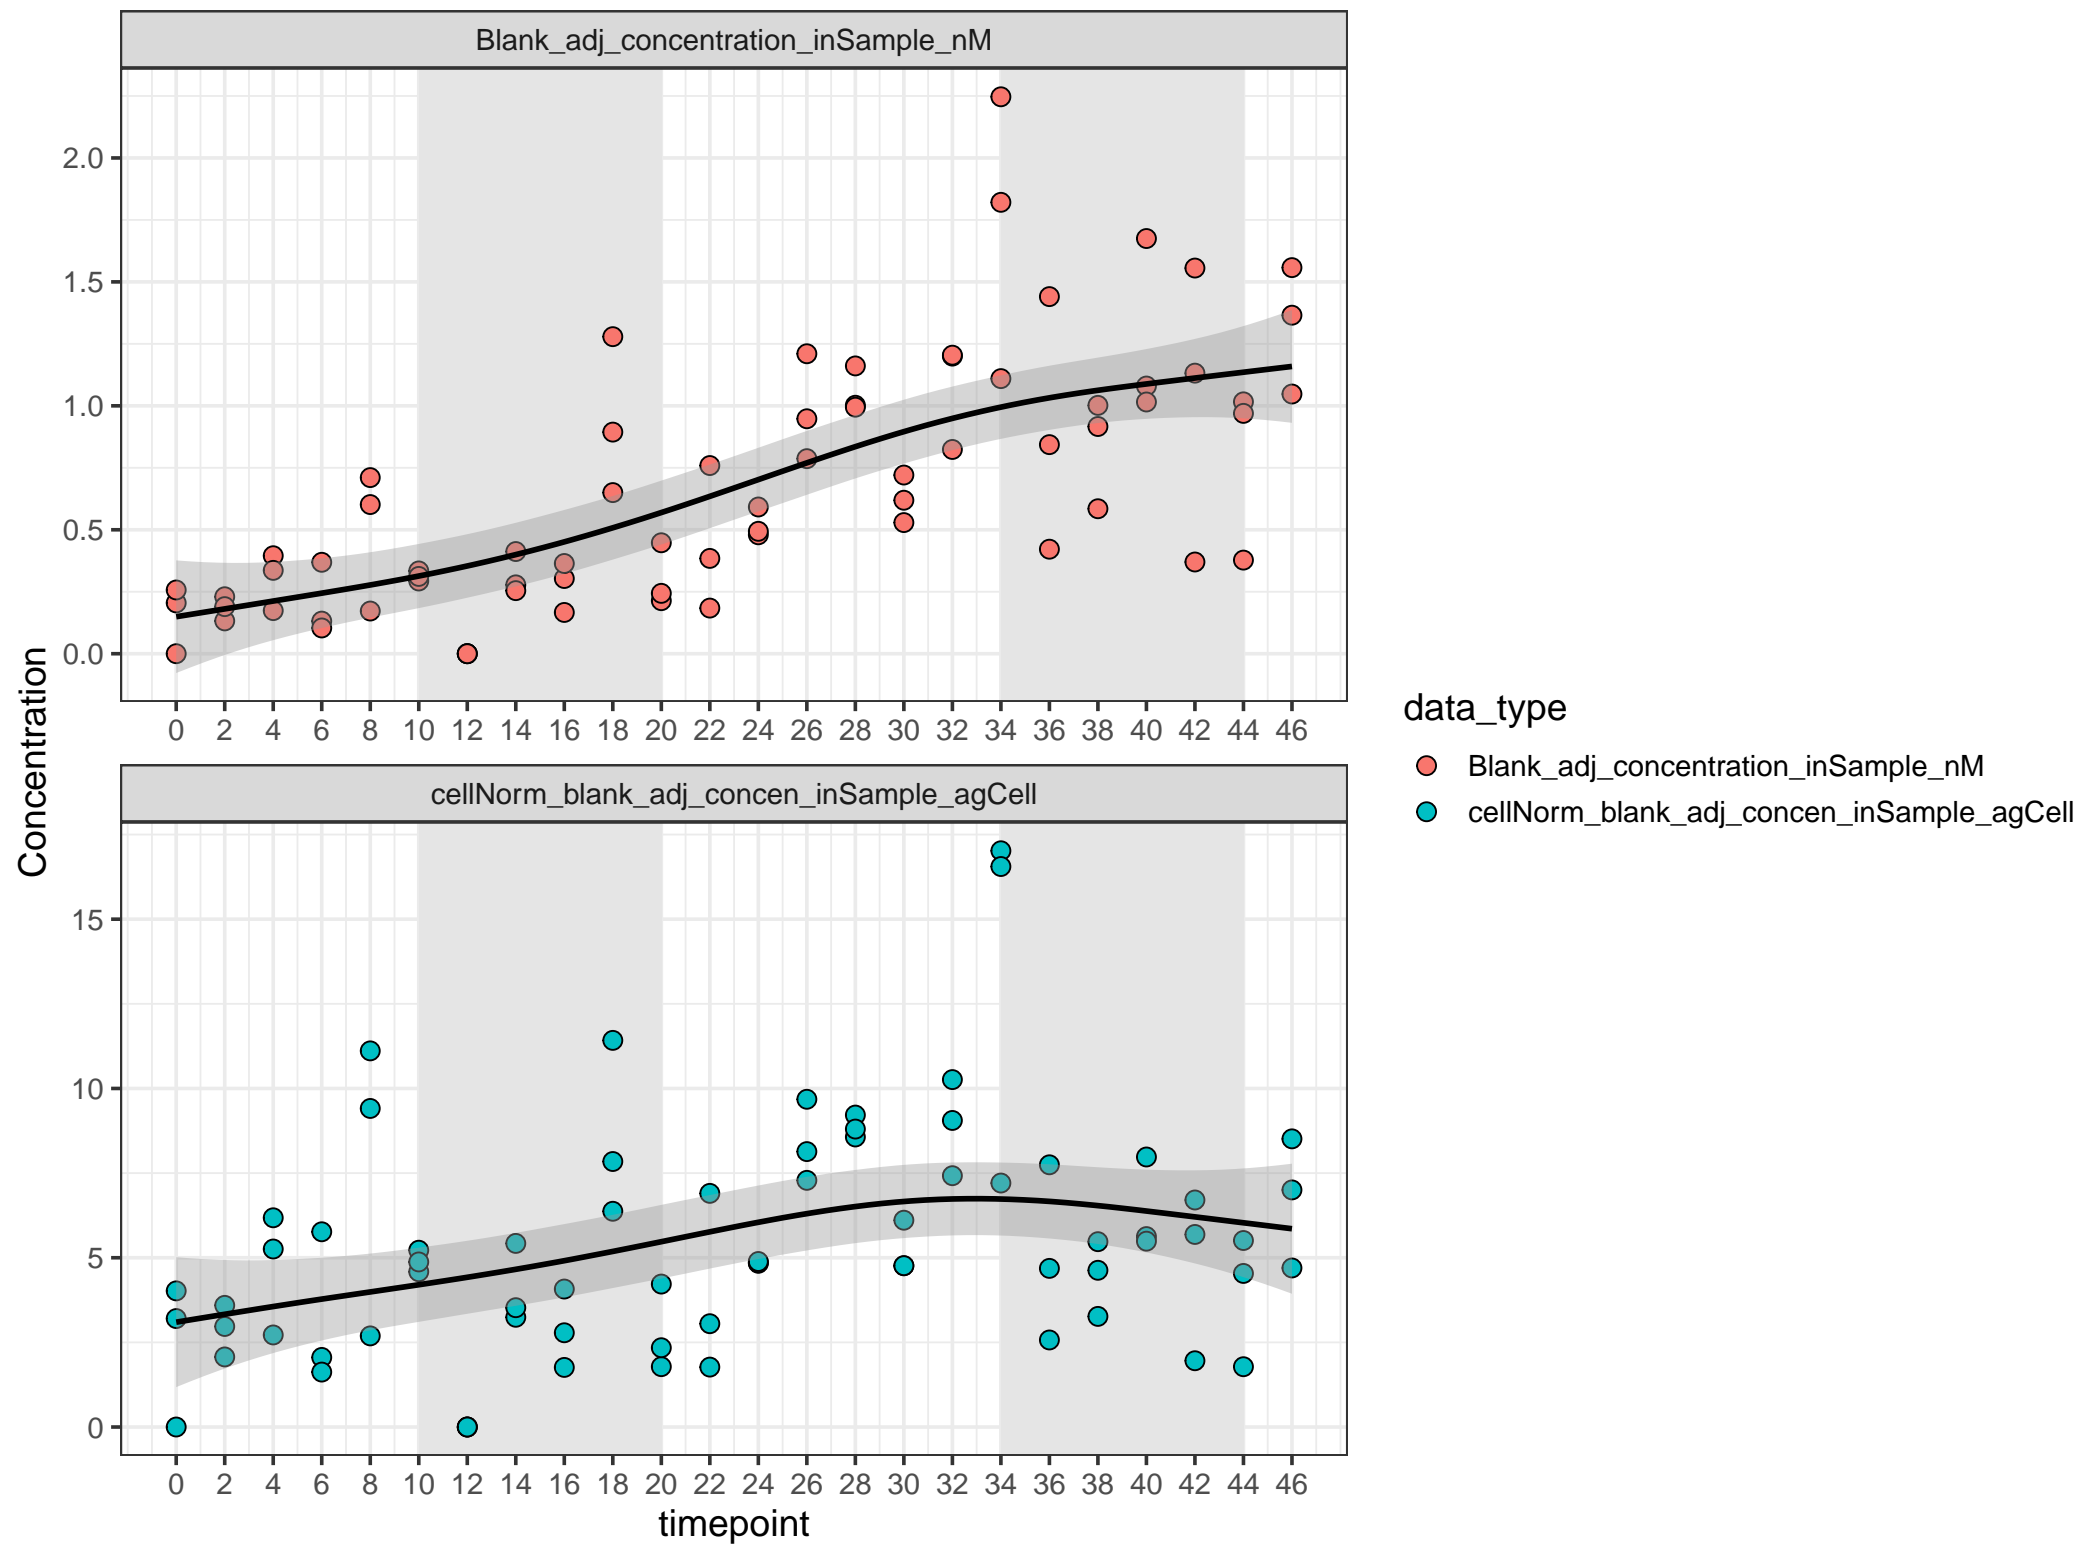 Blank_adj_concentration_inSample_nM
2.0
1.5
1.0
0.5
0.0
0 2 4 6 8 10 12 14 16 18 20 22 24 26 28 30 32 34 36 38 40 42 44 46
Concentration
cellNorm_blank_adj_concen_inSample_agCell
15
10
5
0
0 2 4 6 8 10 12 14 16 18 20 22 24 26 28 30 32 34 36 38 40 42 44 46
timepoint
data_type
Blank_adj_concentration_inSample_nM
cellNorm_blank_adj_concen_inSample_agCell